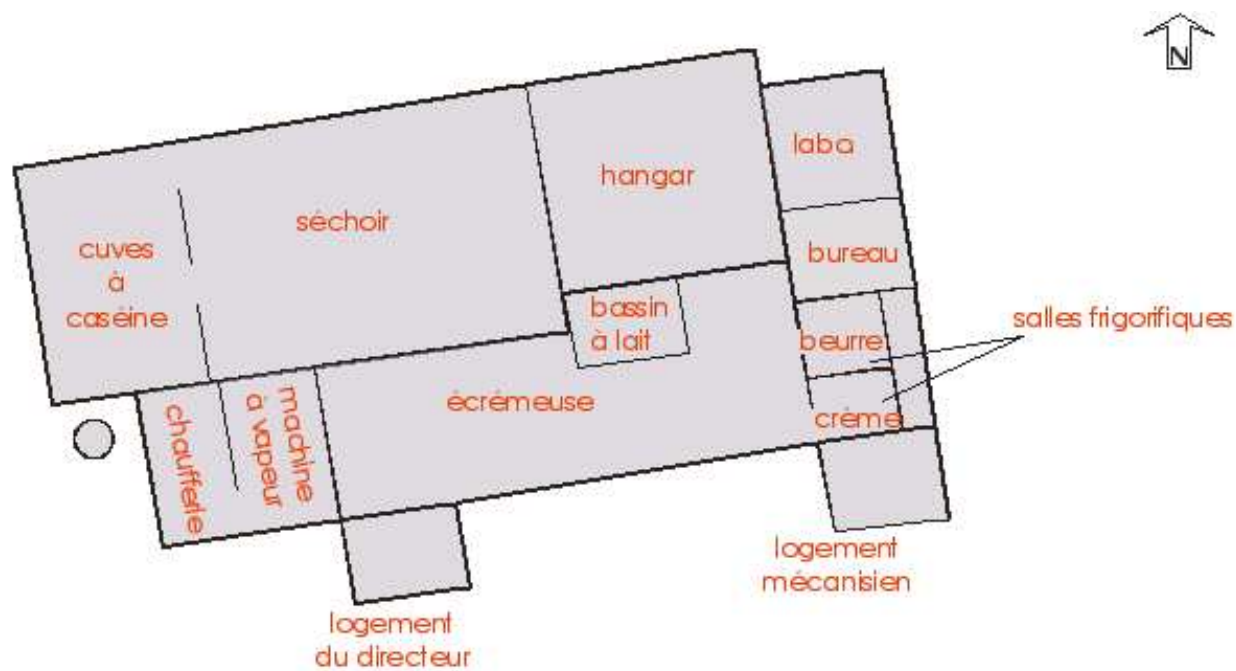 N
laba
hangar
séchoir
cuves
à
caséine
bureau
bassin
à lait
beurre
salles frigorifiques
écrémeuse
crème
chaufferie
machine
à vapeur
logement
mécanisien
logement
du directeur